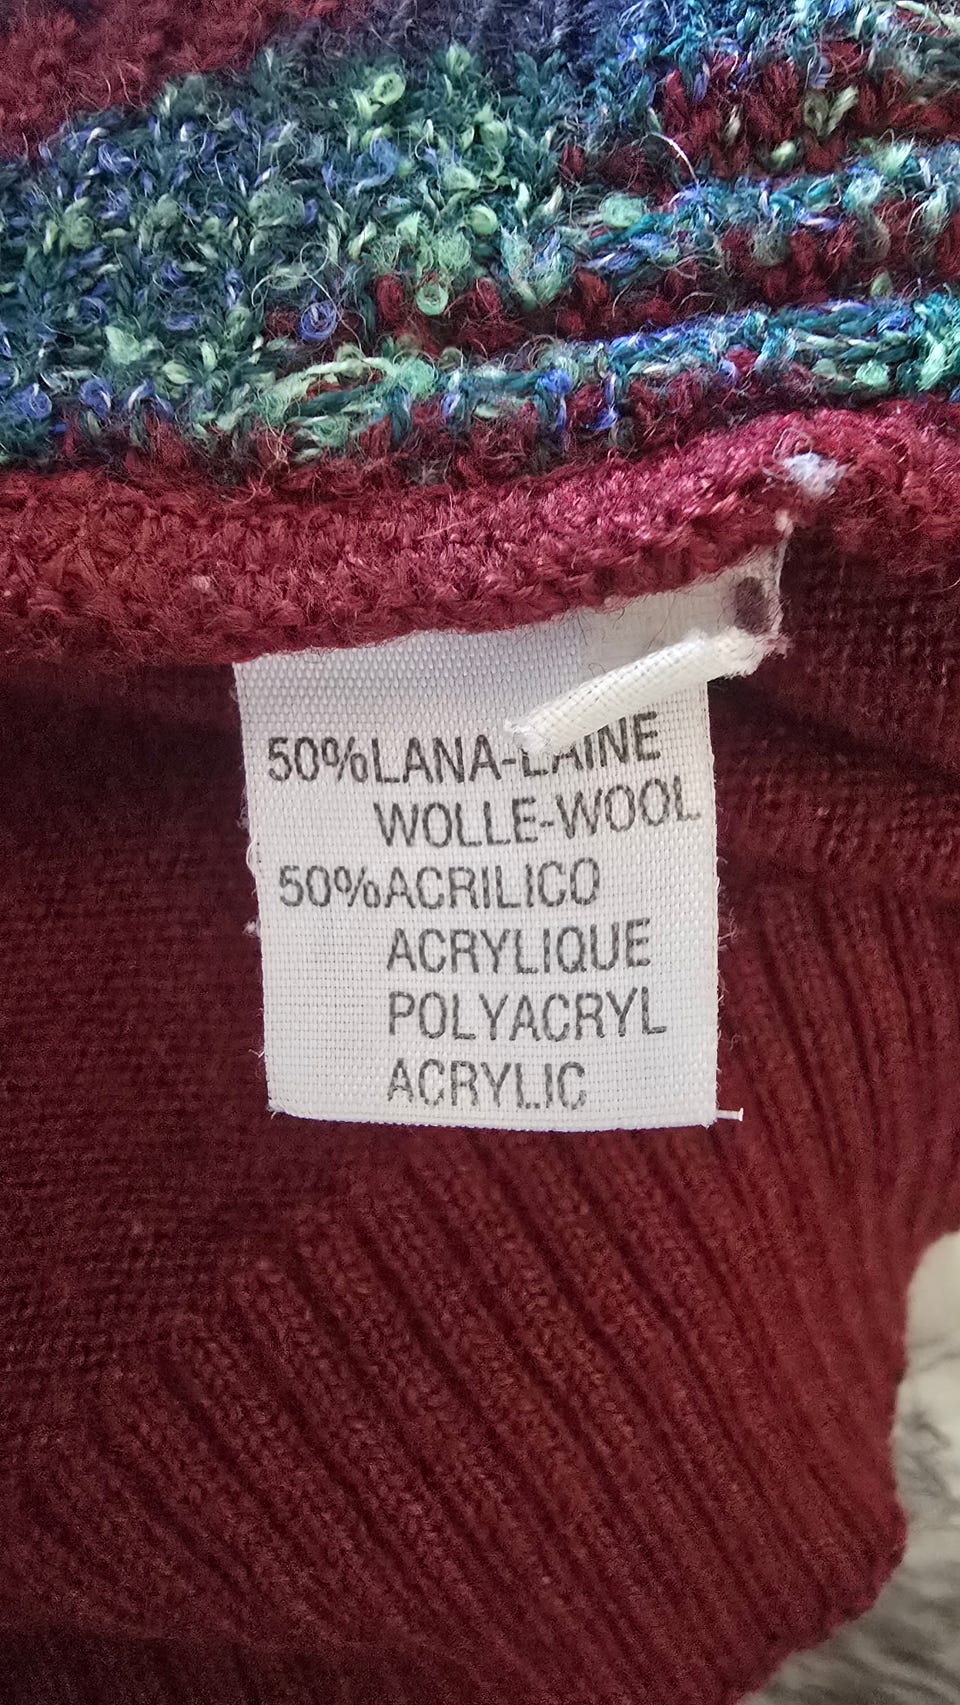 50%LANA-LAINE
WOLLE-WOOL
50%ACRILICO
ACRYLIQUE
POLYACRYL
ACRYLIC